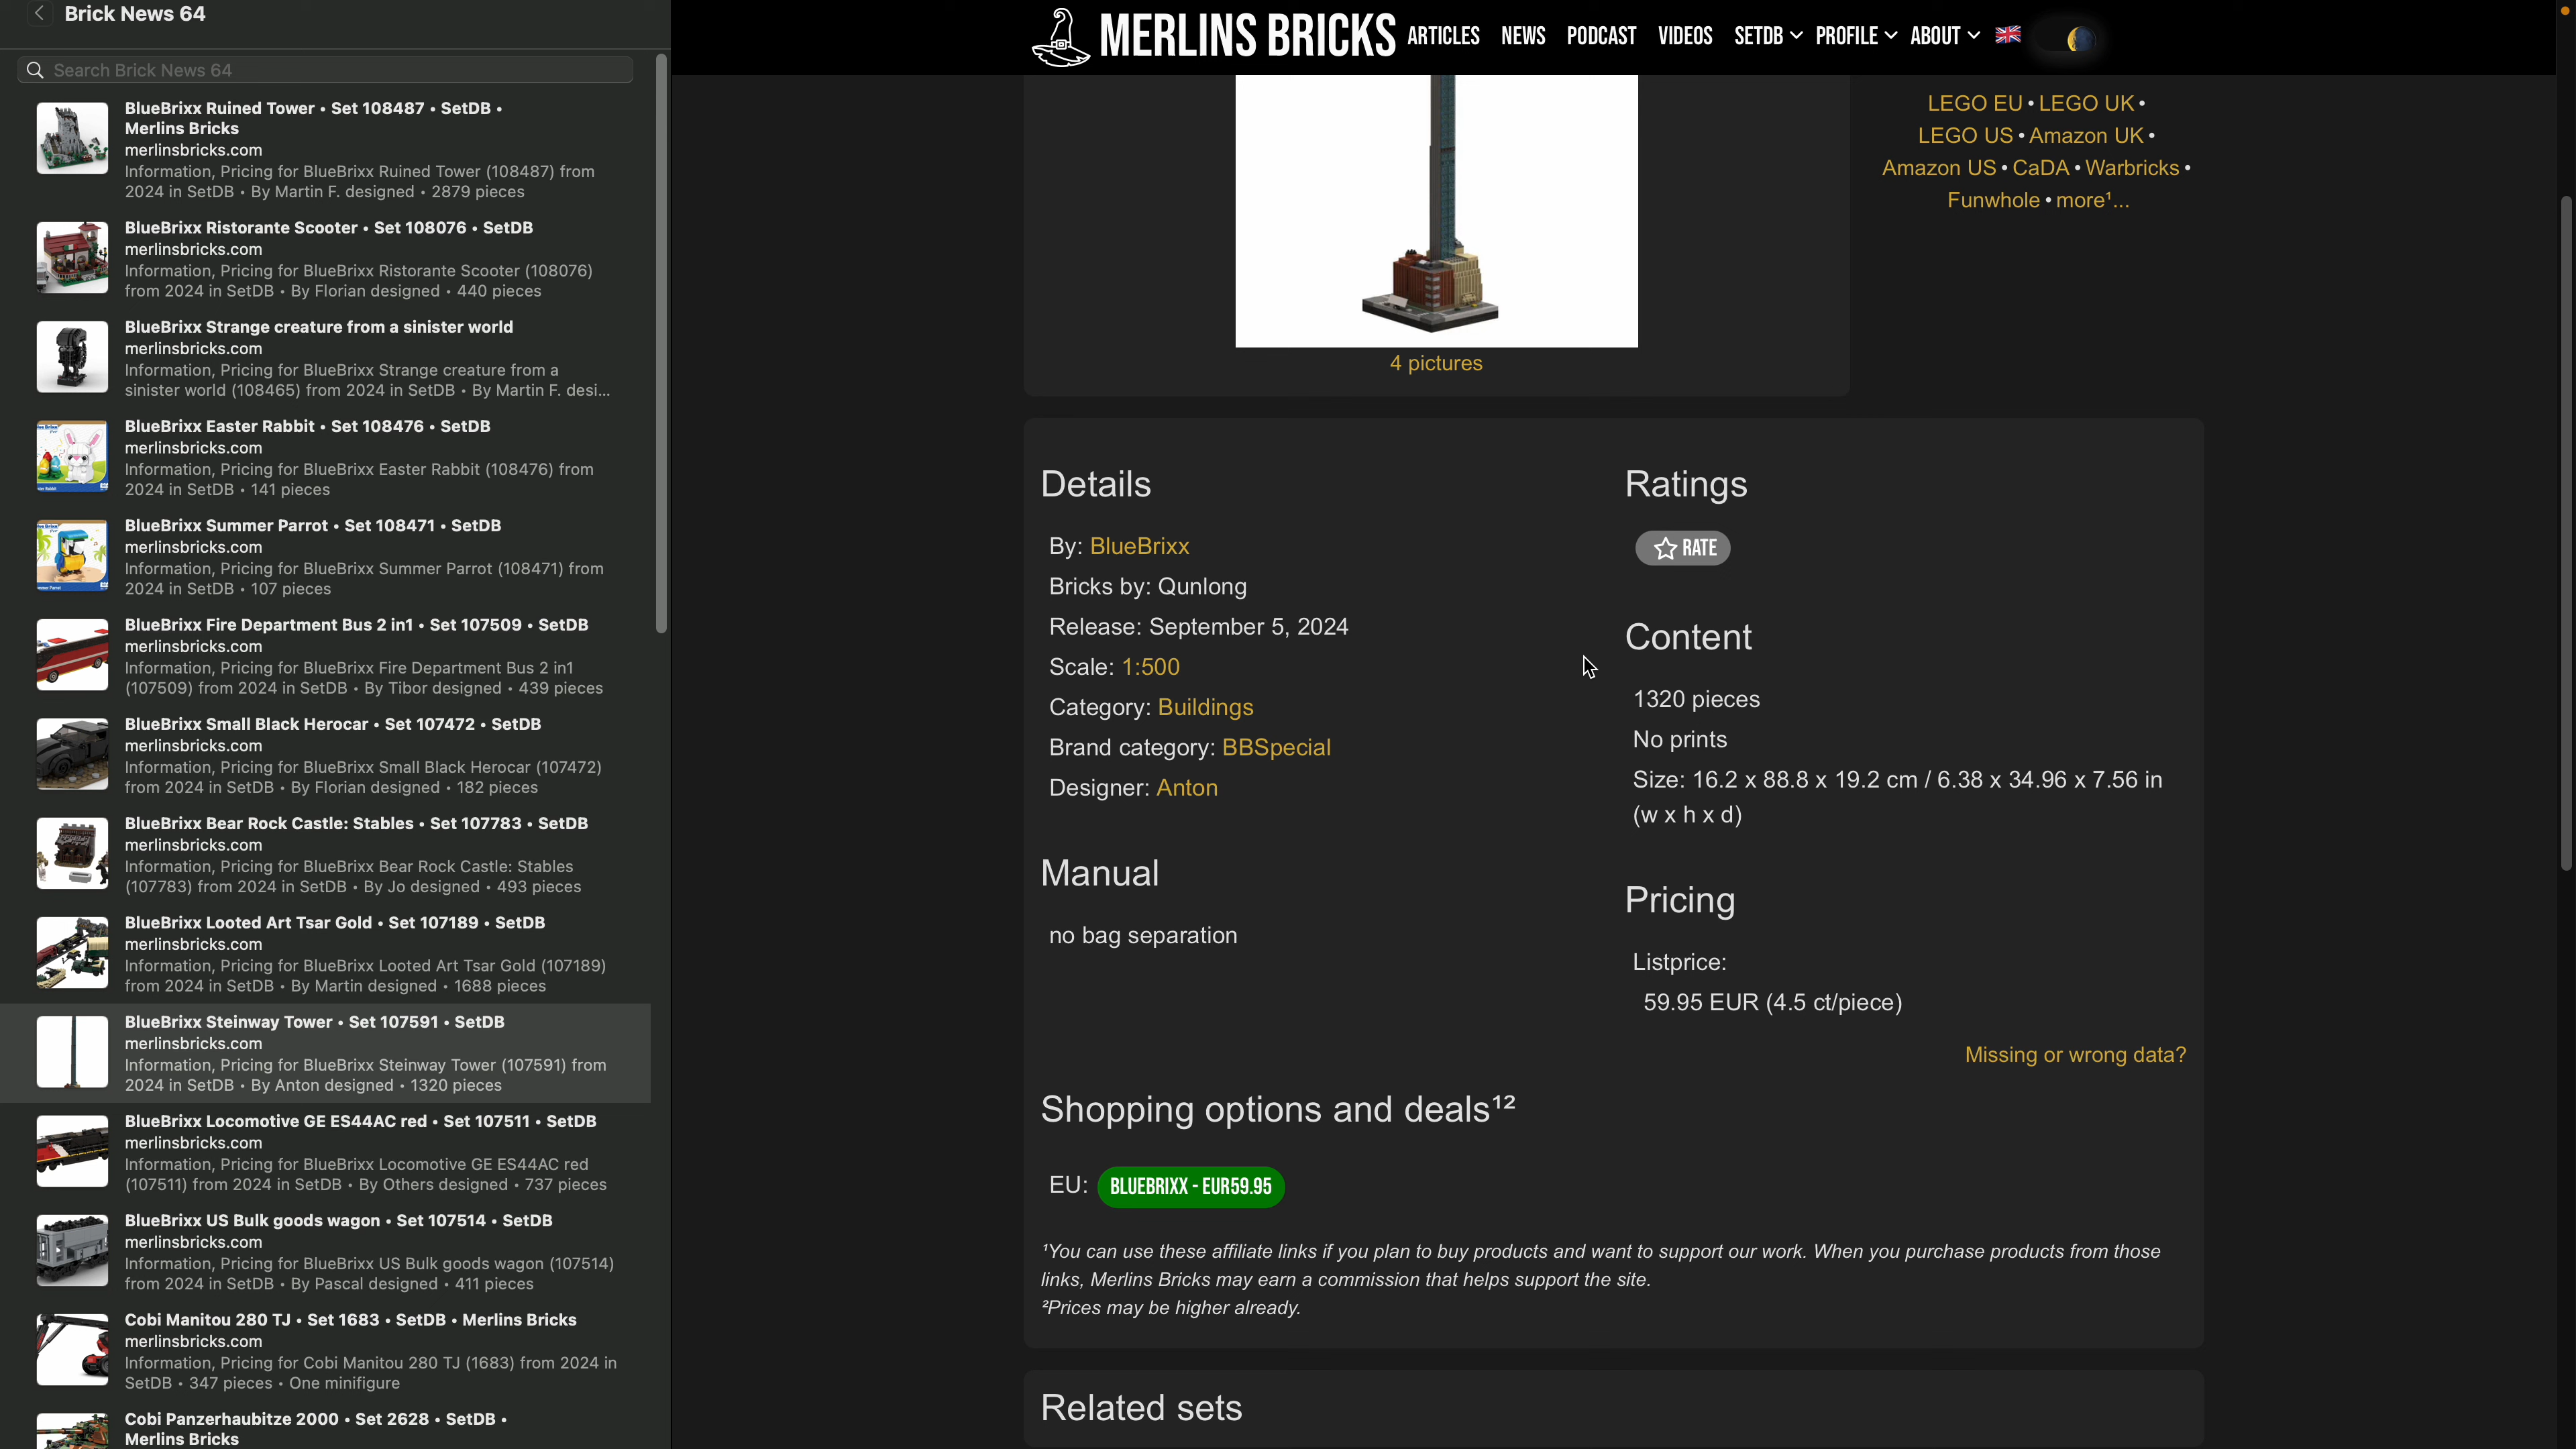 Brick News 64
Search Brick News 64
BlueBrixx Ruined Tower • Set 108487 • SetDB •
Merlins Bricks
merlinsbricks.com
Information, Pricing for BlueBrixx Ruined Tower (108487) from
2024 in SetDB • By Martin F. designed • 2879 pieces
BlueBrixx Ristorante Scooter • Set 108076 • SetDB
merlinsbricks.com
Information, Pricing for BlueBrixx Ristorante Scooter (108076)
from 2024 in SetDB • By Florian designed • 440 pieces
BlueBrixx Strange creature from a sinister world
merlinsbricks.com
Information, Pricing for BlueBrixx Strange creature from a
sinister world (108465) from 2024 in SetDB • By Martin F. desi...
BlueBrixx Easter Rabbit • Set 108476 • SetDB
merlinsbricks.com
Information, Pricing for BlueBrixx Easter Rabbit (108476) from
2024 in SetDB • 141 pieces
BlueBrixx Summer Parrot • Set 108471 • SetDB
merlinsbricks.com
Information, Pricing for BlueBrixx Summer Parrot (108471) from
2024 in SetDB • 107 pieces
BlueBrixx Fire Department Bus 2 in1 • Set 107509 • SetDB
merlinsbricks.com
Information, Pricing for BlueBrixx Fire Department Bus 2 in1
(107509) from 2024 in SetDB • By Tibor designed • 439 pieces
BlueBrixx Small Black Herocar • Set 107472 • SetDB
merlinsbricks.com
Information, Pricing for BlueBrixx Small Black Herocar (107472)
from 2024 in SetDB • By Florian designed • 182 pieces
BlueBrixx Bear Rock Castle: Stables • Set 107783 • SetDB
merlinsbricks.com
Information, Pricing for BlueBrixx Bear Rock Castle: Stables
(107783) from 2024 in SetDB • By Jo designed • 493 pieces
BlueBrixx Looted Art Tsar Gold • Set 107189 • SetDB
merlinsbricks.com
Information, Pricing for BlueBrixx Looted Art Tsar Gold (107189)
from 2024 in SetDB • By Martin designed • 1688 pieces
BlueBrixx Steinway Tower • Set 107591 • SetDB
merlinsbricks.com
Information, Pricing for BlueBrixx Steinway Tower (107591) from
2024 in SetDB • By Anton designed • 1320 pieces
BlueBrixx Locomotive GE ES44AC red • Set 107511 • SetDB
merlinsbricks.com
Information, Pricing for BlueBrixx Locomotive GE ES44AC red
(107511) from 2024 in SetDB • By Others designed • 737 pieces
BlueBrixx US Bulk goods wagon • Set 107514 • SetDB
merlinsbricks.com
Information, Pricing for BlueBrixx US Bulk goods wagon (107514)
from 2024 in SetDB • By Pascal designed • 411 pieces
Cobi Manitou 280 TJ • Set 1683 • SetDB • Merlins Bricks
merlinsbricks.com
Information, Pricing for Cobi Manitou 280 TJ (1683) from 2024 in
SetDB • 347 pieces • One minifigure
Cobi Panzerhaubitze 2000 • Set 2628 • SetDB •
Merlins Bricks
MERLINS BRICKS ARTICLES NEWS PODCAST VIDEOS SETDB PROFILE ABOUT
LEGO EU • LEGO UK •
LEGO US • Amazon UK •
Amazon US • CaDA • Warbricks •
Funwhole • more¹...
4 pictures
Details
By: BlueBrixx
Bricks by: Qunlong
Release: September 5, 2024
Scale: 1:500
Category: Buildings
Brand category: BBSpecial
Designer: Anton
Manual
no bag separation
Ratings
RATE
Content
1320 pieces
No prints
Size: 16.2 x 88.8 x 19.2 cm / 6.38 x 34.96 x 7.56 in
(w x h x d)
Pricing
Listprice:
59.95 EUR (4.5 ct/piece)
Missing or wrong data?
Shopping options and deals¹²
EU: BLUEBRIXX - EUR59.95
¹You can use these affiliate links if you plan to buy products and want to support our work. When you purchase products from those
links, Merlins Bricks may earn a commission that helps support the site.
²Prices may be higher already.
Related sets